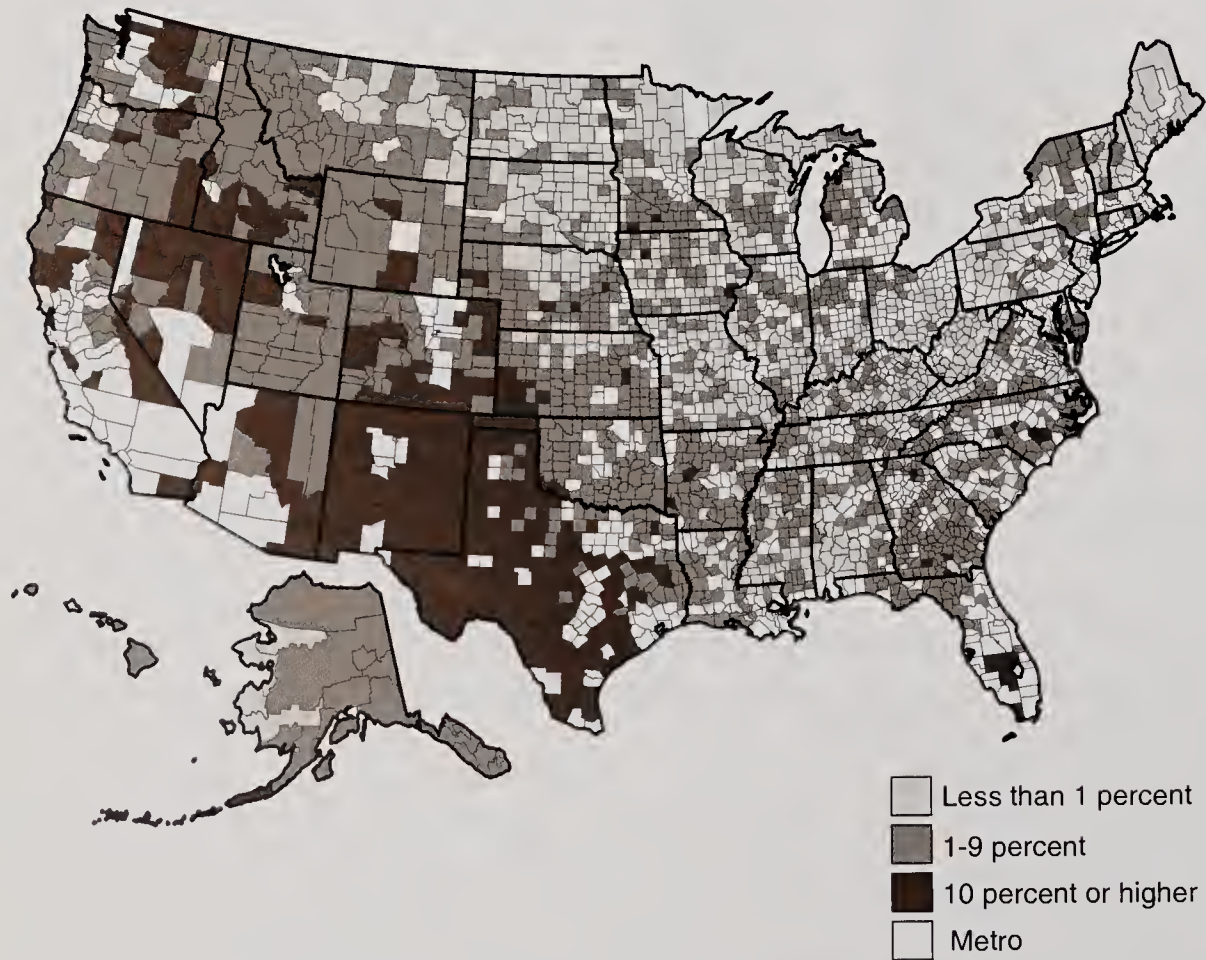 Less than 1 percent
1-9 percent
10 percent or higher
Metro